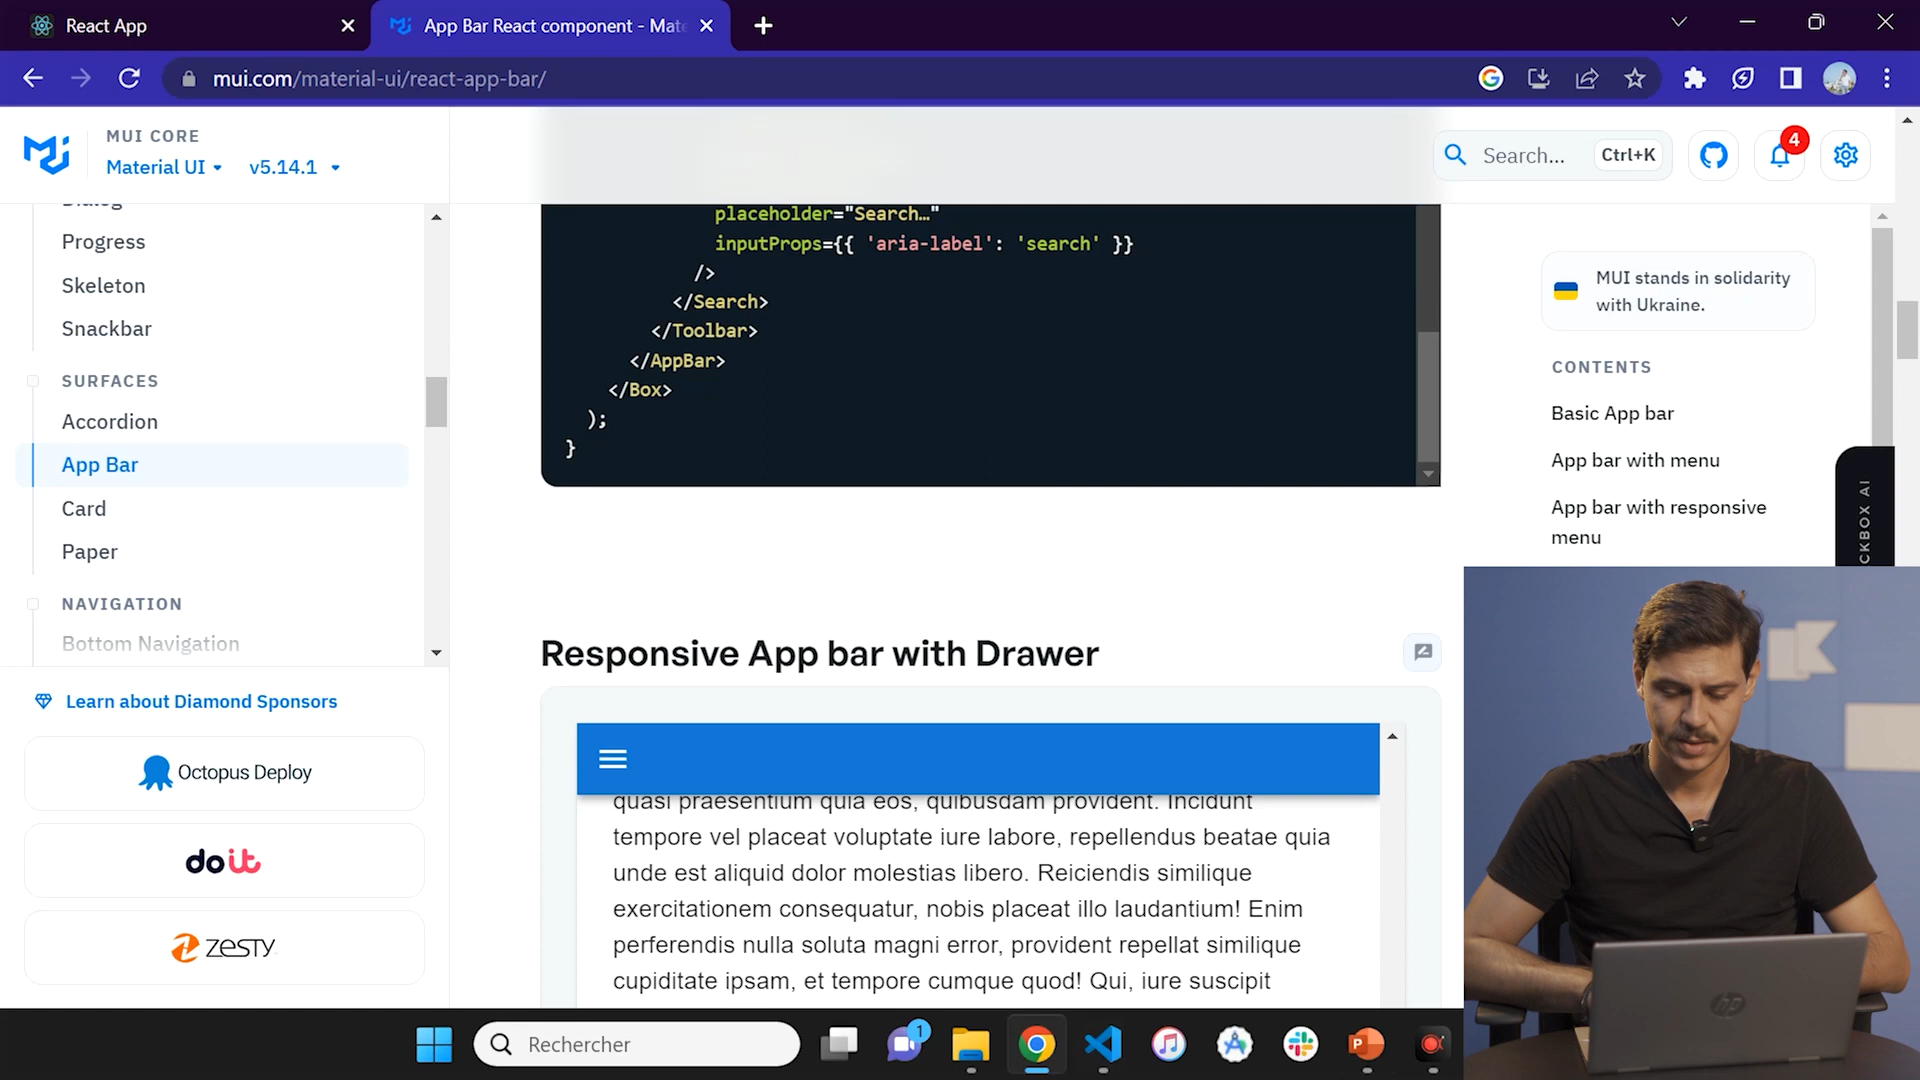 React App
App Bar React component - Mate
mui.com/material-ui/react-app-bar/
MUI CORE
Material UI
v5.14.1
Search...
Ctrl+K
4
Dialog
Progress
Skeleton
Snackbar
SURFACES
Accordion
App Bar
Card
Paper
NAVIGATION
Bottom Navigation
Learn about Diamond Sponsors
Octopus Deploy
doit
ZESTY
placeholder="Search…"
inputProps={{ 'aria-label': 'search' }}
/>
</Search>
</Toolbar>
</AppBar>
</Box>
);
}
Responsive App bar with Drawer
quasi praesentium quia eos, quibusdam provident. Incidunt
tempore vel placeat voluptate iure labore, repellendus beatae quia
unde est aliquid dolor molestias libero. Reiciendis similique
exercitationem consequatur, nobis placeat illo laudantium! Enim
perferendis nulla soluta magni error, provident repellat similique
cupiditate ipsam, et tempore cumque quod! Qui, iure suscipit
MUI stands in solidarity
with Ukraine.
CONTENTS
Basic App bar
App bar with menu
App bar with responsive
menu
CKBOX AI
hp
Rechercher
1
P